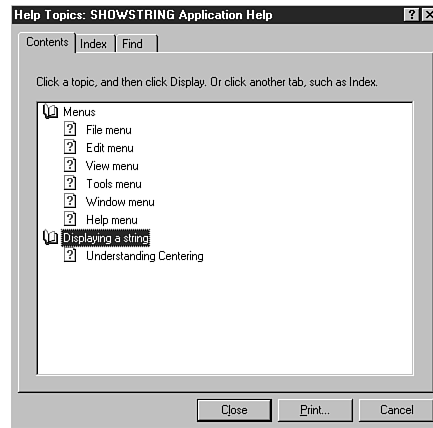 Help Topics: SHOWSTRING Application Help
Contents Index Find
Click a topic, and then click Display. Or click another tab, such as Index.
Menus
File menu
Edit menu
View menu
Tools menu
Window menu
Help menu
Displaying a string
Understanding Centering
Close Print... Cancel